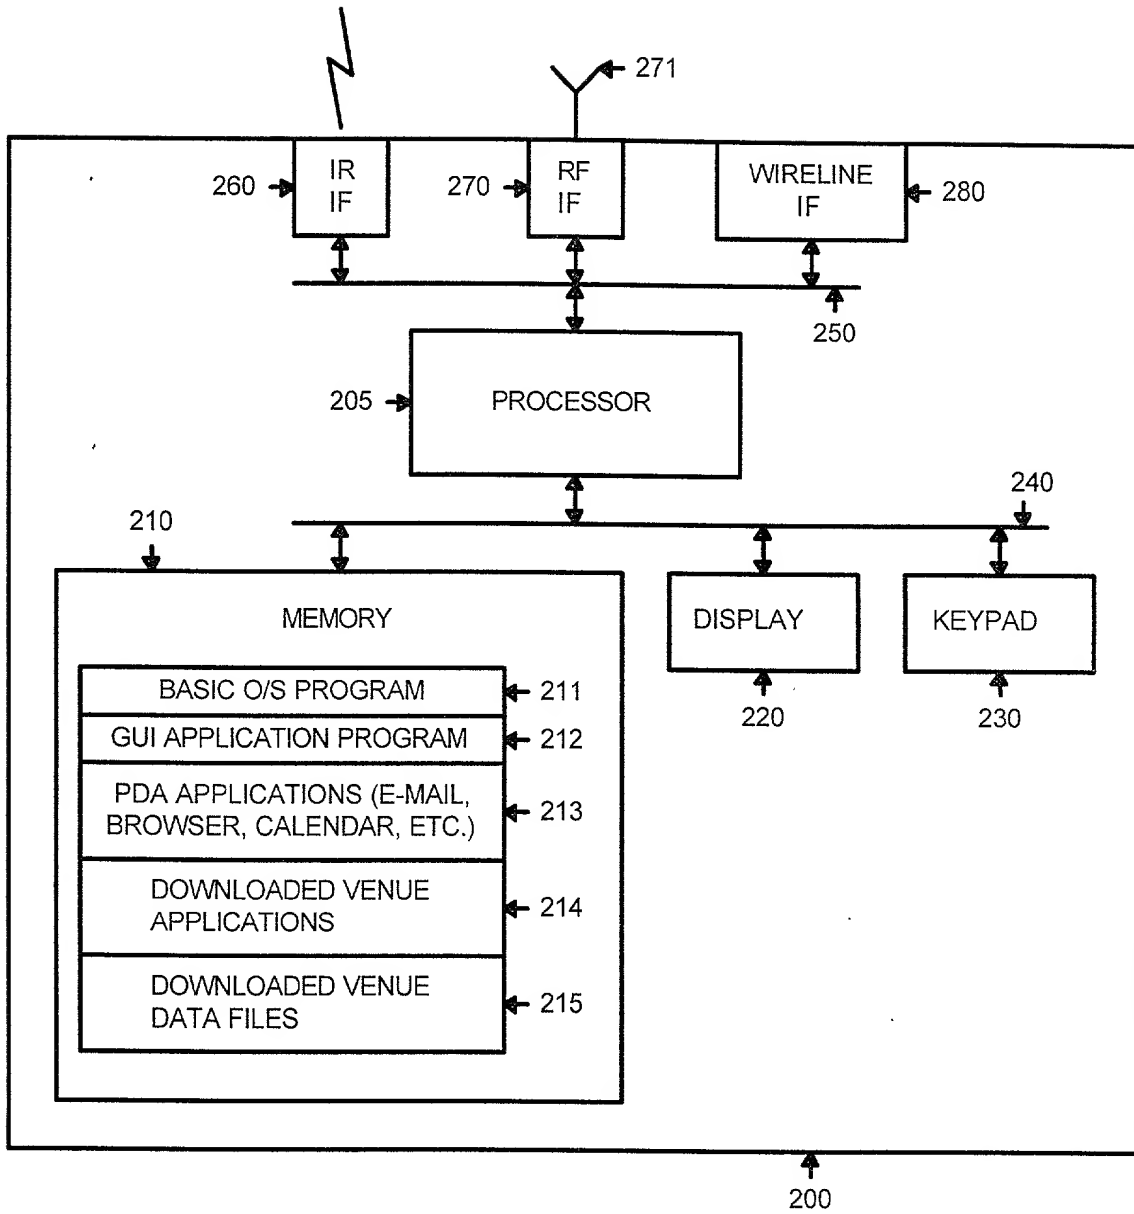 271
260
IR
IF
270
RF
IF
WIRELINE
IF
280
250
205
PROCESSOR
240
210
MEMORY
DISPLAY
KEYPAD
220
230
BASIC O/S PROGRAM
211
GUI APPLICATION PROGRAM
212
PDA APPLICATIONS (E-MAIL,
BROWSER, CALENDAR, ETC.)
213
DOWNLOADED VENUE
APPLICATIONS
214
DOWNLOADED VENUE
DATA FILES
215
200